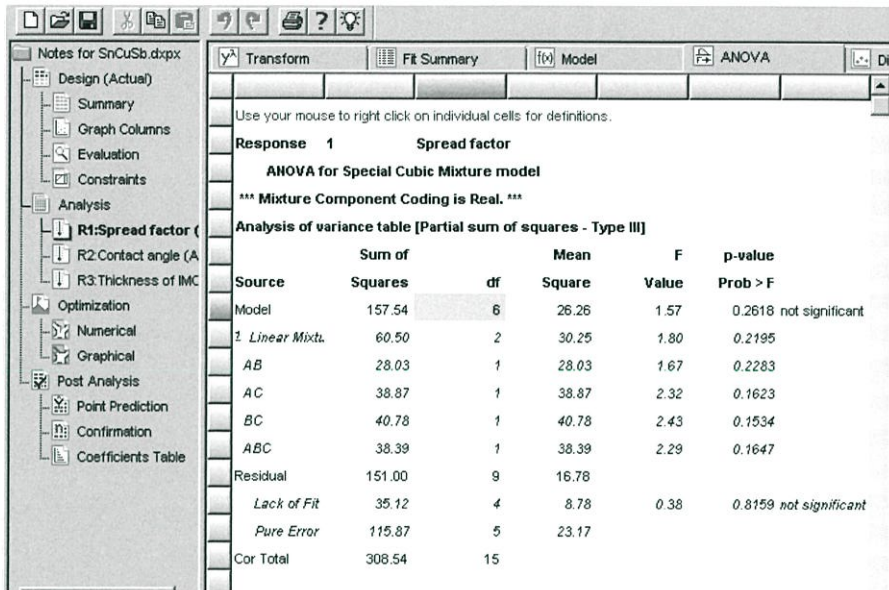 Notes for SnCuSb.dxpx
Design (Actual)
Summary
Graph Columns
Evaluation
Constraints
Analysis
R1:Spread factor (
R2:Contact angle (A
R3:Thickness of IMC
Optimization
Numerical
Graphical
Post Analysis
Point Prediction
Confirmation
Coefficients Table
yλ Transform Fit Summary f(x) Model ANOVA Di
Use your mouse to right click on individual cells for definitions.
Response 1 Spread factor
ANOVA for Special Cubic Mixture model
*** Mixture Component Coding is Real. ***
Analysis of variance table [Partial sum of squares - Type III]
Sum of Mean F p-value
Source Squares df Square Value Prob > F
Model 157.54 6 26.26 1.57 0.2618 not significant
Linear Mixtu 60.50 2 30.25 1.80 0.2195
AB 28.03 1 28.03 1.67 0.2283
AC 38.87 1 38.87 2.32 0.1623
BC 40.78 1 40.78 2.43 0.1534
ABC 38.39 1 38.39 2.29 0.1647
Residual 151.00 9 16.78
Lack of Fit 35.12 4 8.78 0.38 0.8159 not significant
Pure Error 115.87 5 23.17
Cor Total 308.54 15